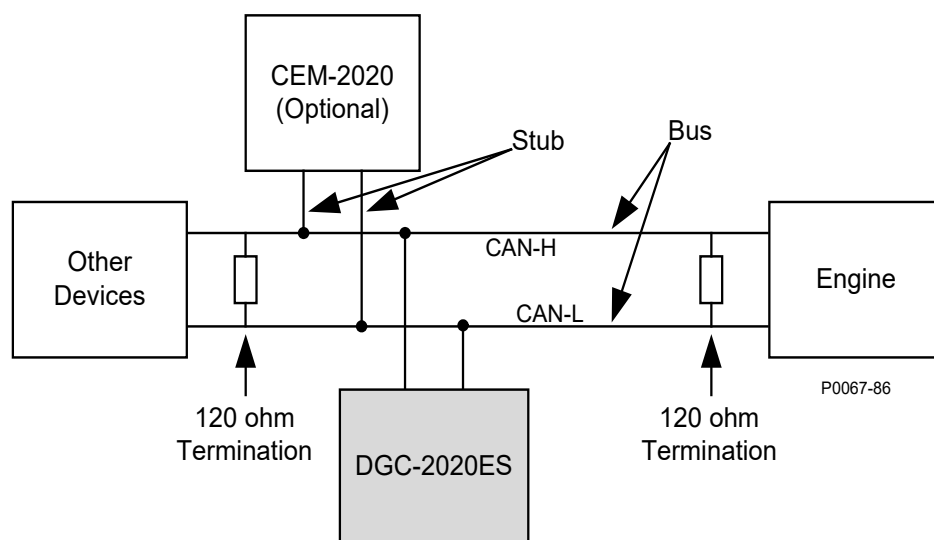 CEM-2020
(Optional)
Stub
Bus
Other
Devices
CAN-H
CAN-L
Engine
P0067-86
120 ohm
Termination
DGC-2020ES
120 ohm
Termination